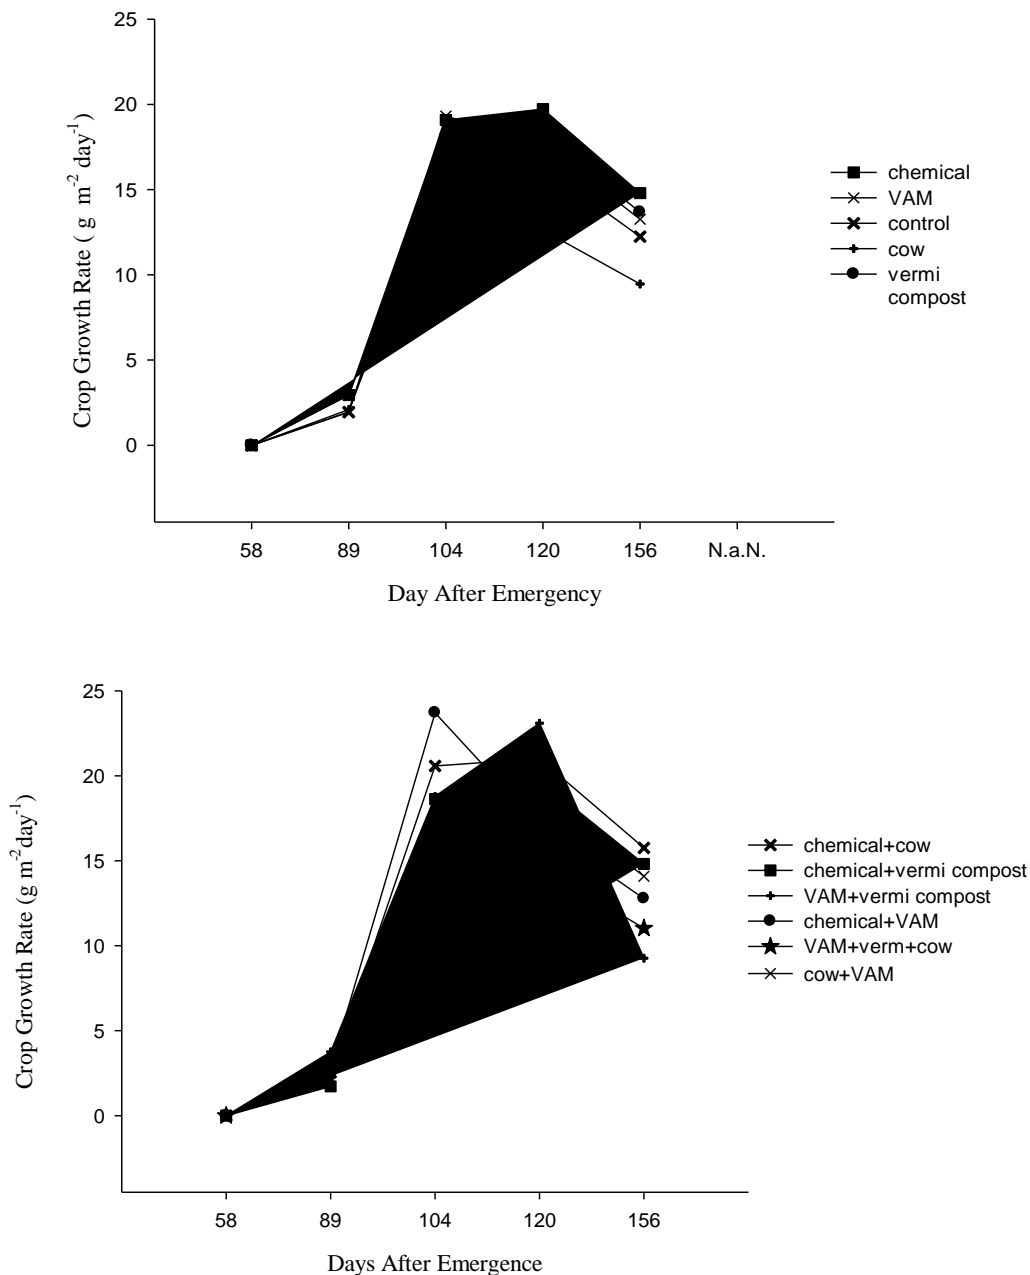 25
20
15
10
5
0
Crop Growth Rate ( g m⁻² day⁻¹)
58 89 104 120 156 N.a.N.
Day After Emergency
chemical
VAM
control
cow
vermi
compost
25
20
15
10
5
0
Crop Growth Rate (g m⁻²day⁻¹)
58 89 104 120 156
Days After Emergence
chemical+cow
chemical+vermi compost
VAM+vermi compost
chemical+VAM
VAM+verm+cow
cow+VAM